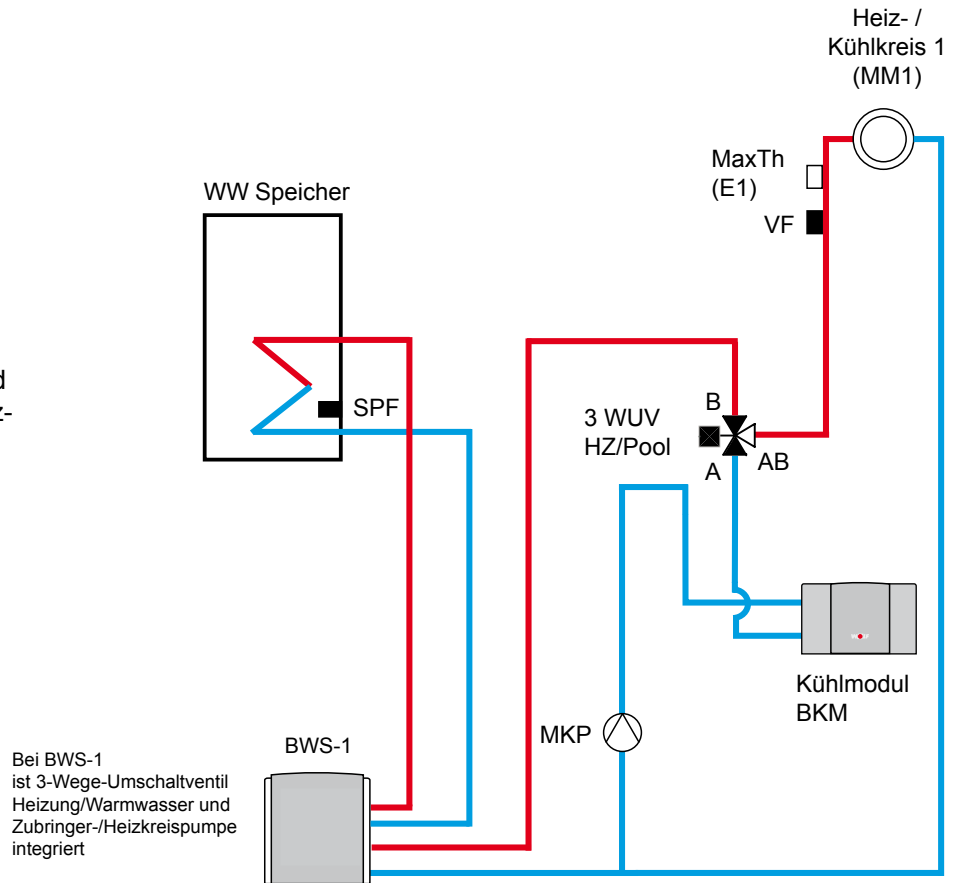 Heiz- /
Kühlkreis 1
(MM1)
MaxTh
(E1)
VF
WW Speicher
d
z-
SPF
3 WUV
HZ/Pool
B
A
AB
Kühlmodul
BKM
MKP
BWS-1
Bei BWS-1
ist 3-Wege-Umschaltventil
Heizung/Warmwasser und
Zubringer-/Heizkreispumpe
integriert